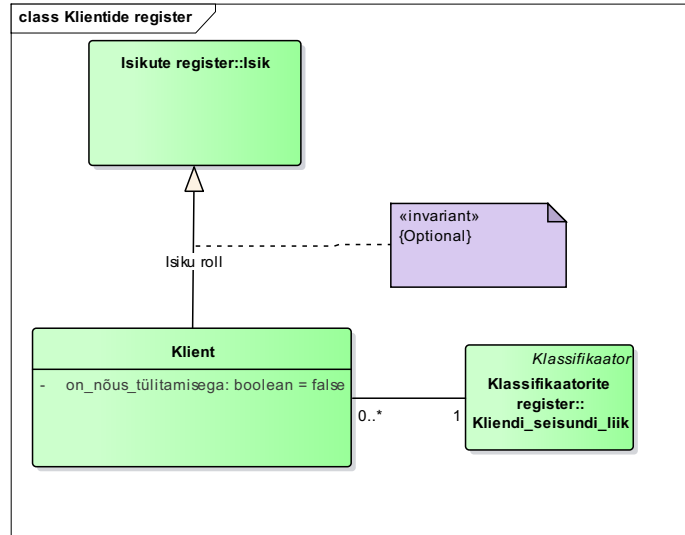 class Klientide register
Isikute register::Isik
«invariant»
{Optional}
Isiku roll
Klient
- on_nõus_tülitamisega: boolean = false
Klassifikaator
Klassifikaatorite
register::
Kliendi_seisundi_liik
0..*
1